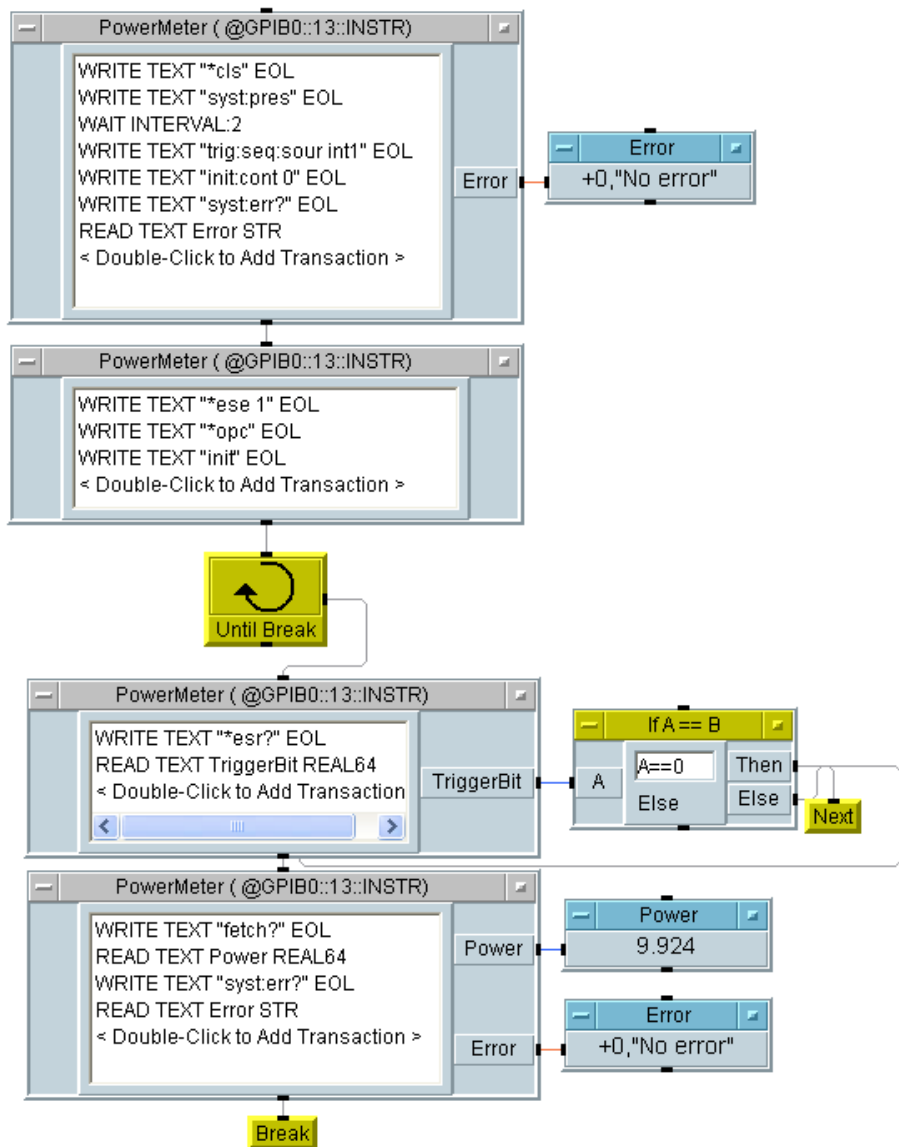 PowerMeter ( @GPIB0::13::INSTR)
WRITE TEXT "*cls" EOL
WRITE TEXT "syst:pres" EOL
WAIT INTERVAL:2
WRITE TEXT "trig:seq:sour int1" EOL
WRITE TEXT "init:cont 0" EOL
WRITE TEXT "syst:err?" EOL
READ TEXT Error STR
< Double-Click to Add Transaction >
Error
Error
+0,"No error"
PowerMeter ( @GPIB0::13::INSTR)
WRITE TEXT "*ese 1" EOL
WRITE TEXT "*opc" EOL
WRITE TEXT "init" EOL
< Double-Click to Add Transaction >
Until Break
PowerMeter ( @GPIB0::13::INSTR)
WRITE TEXT "*esr?" EOL
READ TEXT TriggerBit REAL64
< Double-Click to Add Transaction
TriggerBit
If A == B
A
A==0
Else
Then
Else
Next
PowerMeter ( @GPIB0::13::INSTR)
WRITE TEXT "fetch?" EOL
READ TEXT Power REAL64
WRITE TEXT "syst:err?" EOL
READ TEXT Error STR
< Double-Click to Add Transaction >
Power
Error
Power
9.924
Error
+0,"No error"
Break